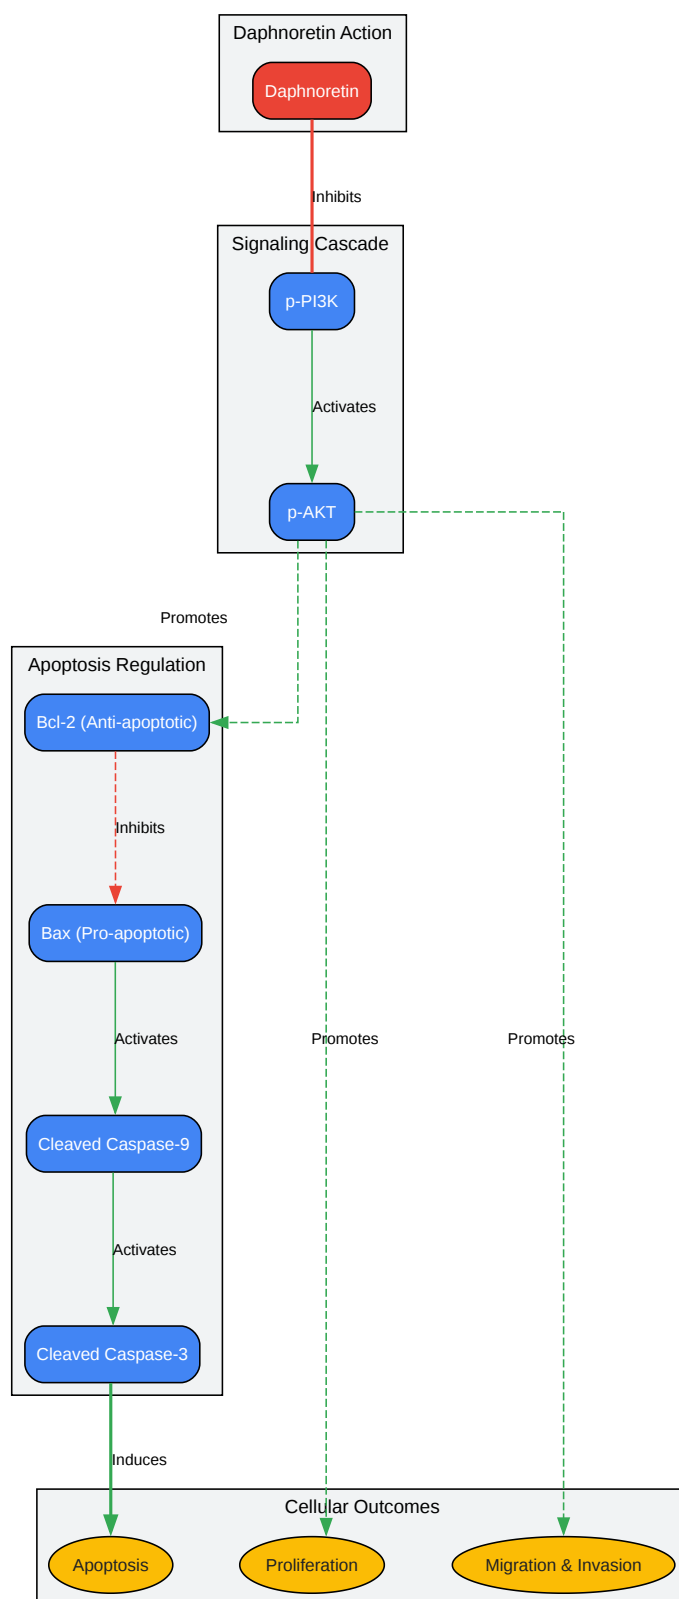 Daphnoretin Action
Daphnoretin
Inhibits
Signaling Cascade
p-PI3K
Activates
p-AKT
Promotes
Apoptosis Regulation
Bcl-2 (Anti-apoptotic)
Inhibits
Bax (Pro-apoptotic)
Activates
Promotes
Promotes
Cleaved Caspase-9
Activates
Cleaved Caspase-3
Induces
Cellular Outcomes
Apoptosis
Proliferation
Migration & Invasion